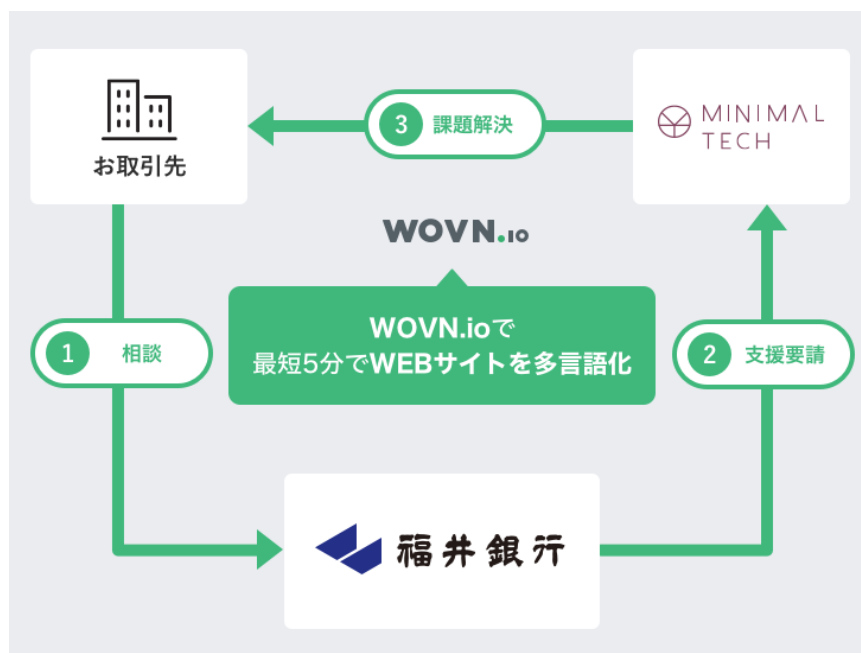 お取引先
3 課題解決
MINIMAL
TECH
WOVN.io
WOVN.ioで
最短5分でWEBサイトを多言語化
1 相談
2 支援要請
福井銀行